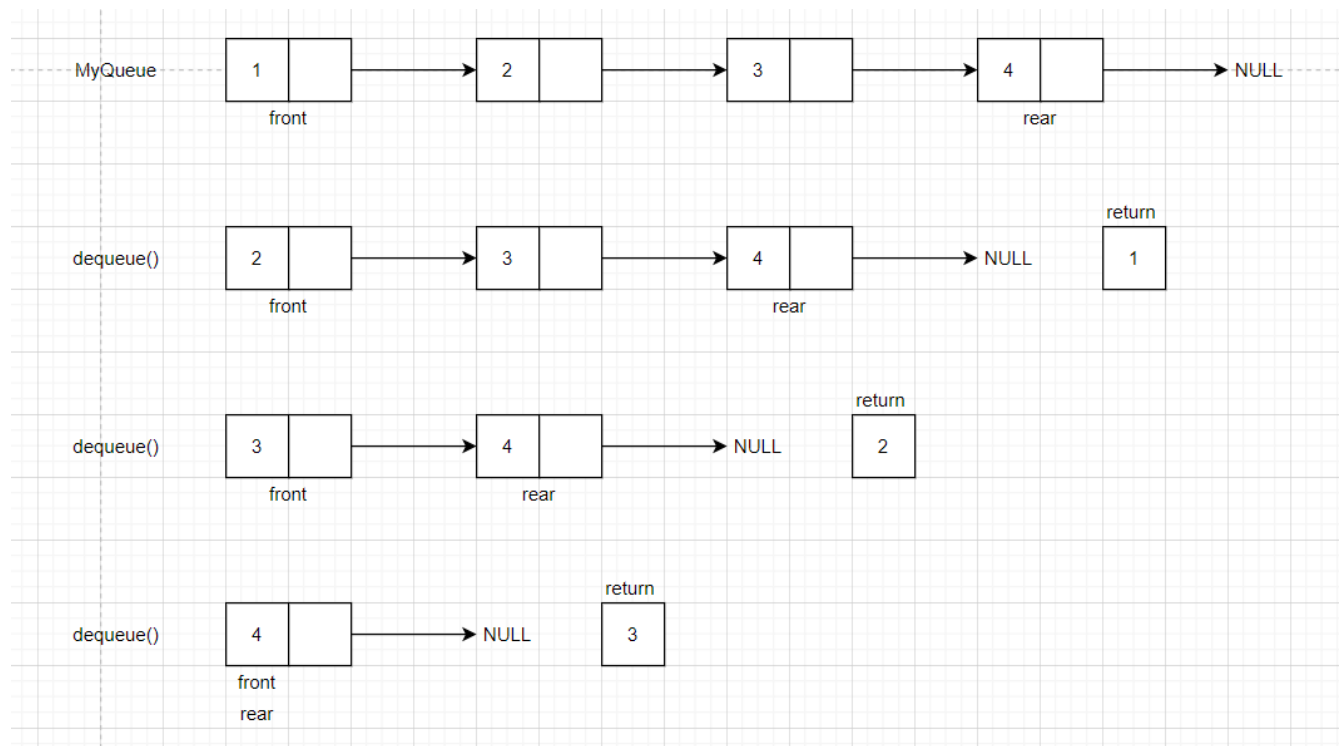 MyQueue 1 2 3 4 NULL
front rear
return
dequeue() 2 3 4 NULL 1
front rear
return
dequeue() 3 4 NULL 2
front rear
return
dequeue() 4 NULL 3
front
rear